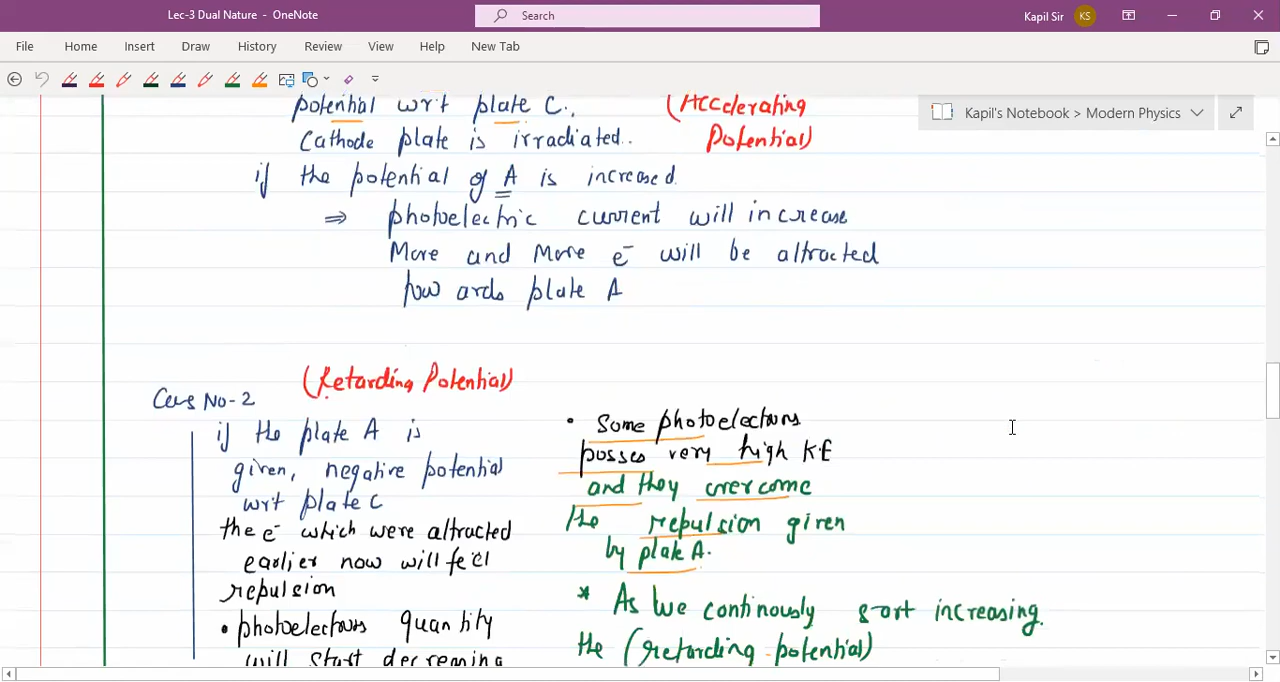 Lec-3 Dual Nature - OneNote
Search
Kapil Sir
KS
File Home Insert Draw History Review View Help New Tab
Kapil's Notebook > Modern Physics
potential wrt plate C. (Accelerating
Cathode plate is irradiated.. Potential)
if the potential of A is increased.
⇒ photoelectric current will increase
More and More e⁻ will be attracted
tow ards plate A
(Retarding Potential)
Case No-2
if the plate A is
given, negative potential
wrt plate C
the e⁻ which were attracted
earlier now will feel
repulsion
• photoelectrons quantity
will start decreasing
• Some photoelectrons
posses very high K.E
and they overcome
the repulsion given
by plate A.
* As we continously start increasing.
the (retarding potential)